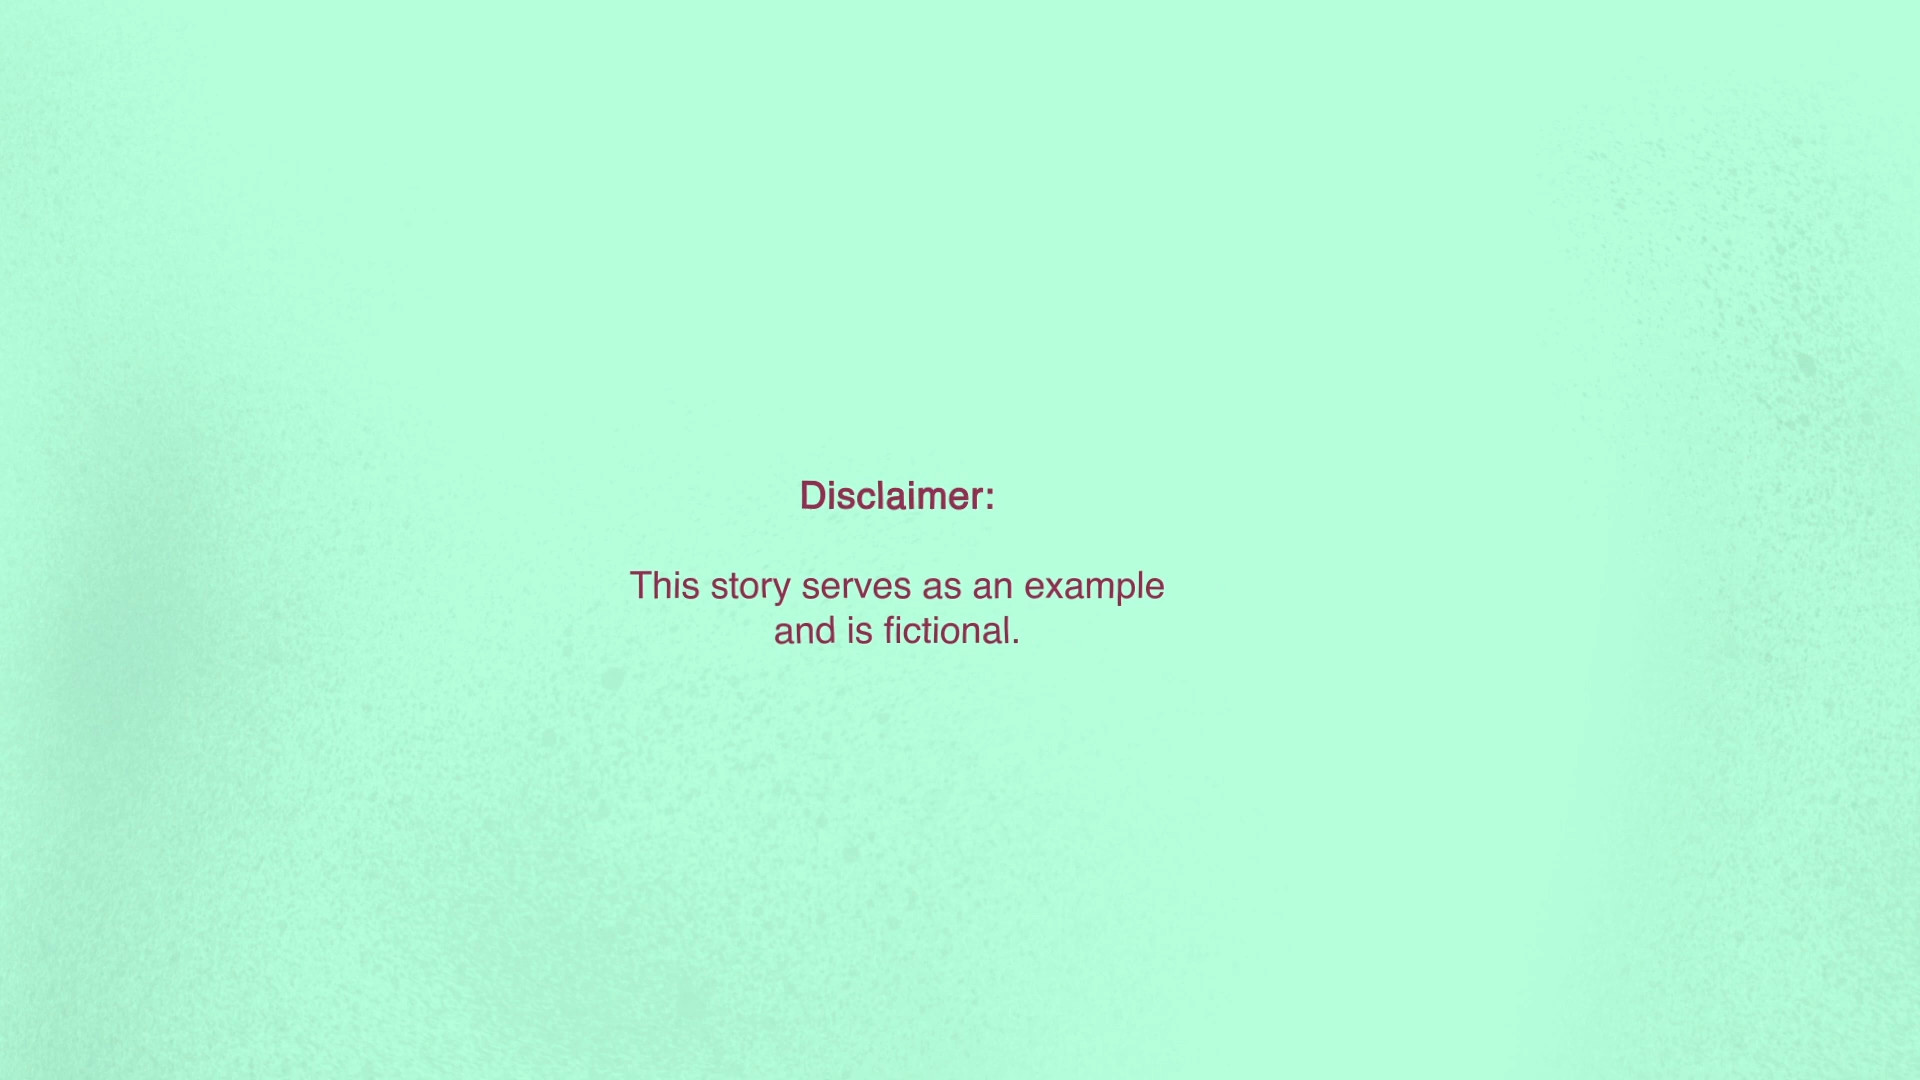 Disclaimer:
This story serves as an example
and is fictional.